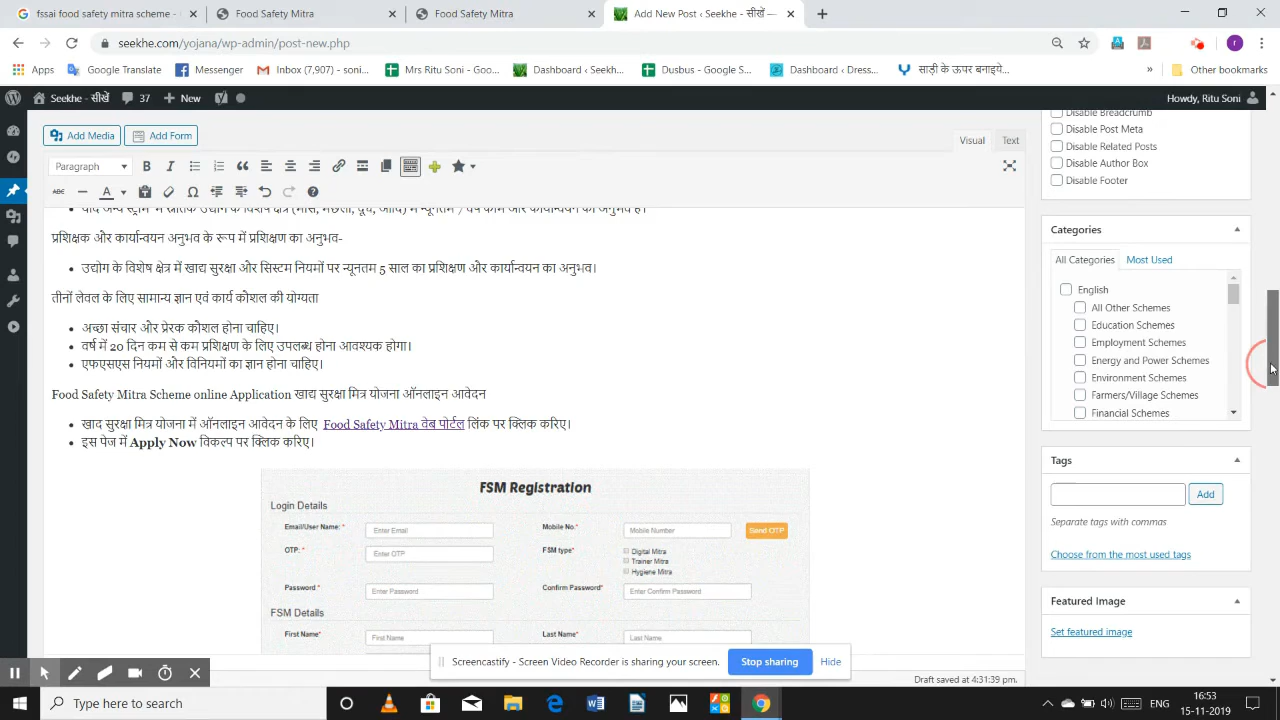 fssai food safety mitra scheme -
Food Safety Mitra
Food Safety Mitra
Add New Post ‹ Seekhe - सीखें —
seekhe.com/yojana/wp-admin/post-new.php
Apps
Google Translate
Messenger
Inbox (7,907) - soni...
Mrs Ritu Soni - Goo...
Dashboard ‹ Seekh...
Dusbus - Google S...
Dashboard ‹ Dress...
साड़ी के ऊपर बनाइपे...
»
Other bookmarks
Seekhe - सीखें
37
New
Howdy, Ritu Soni
Add Media
Add Form
Visual
Text
Paragraph
ABC
A
उद्योग के विशेष क्षेत्र
न्यूनतम 7 वर्ष काम और कार्यान्वयन का अनुभव है।
प्रशिक्षक और कार्यान्वयन अनुभव के रूप में प्रशिक्षण का अनुभव-
उद्योग के विशेष क्षेत्र में खाद्य सुरक्षा और सिस्टम नियमों पर न्यूनतम 5 साल का प्रशिक्षण और कार्यान्वयन का अनुभव।
तीनों लेवल के लिए सामान्य ज्ञान एवं कार्य कौशल की योग्यता
अच्छा संचार और प्रेरक कौशल होना चाहिए।
वर्ष में 20 दिन कम से कम प्रशिक्षण के लिए उपलब्ध होना आवश्यक होगा।
एफएसएस नियमों और विनियमों का ज्ञान होना चाहिए।
Food Safety Mitra Scheme online Application खाद्य सुरक्षा मित्र योजना ऑनलाइन आवेदन
खाद सुरक्षा मित्र योजना में ऑनलाइन आवेदन के लिए Food Safety Mitra वेब पोर्टल लिंक पर क्लिक करिए।
इस पेज में Apply Now विकल्प पर क्लिक करिए।
FSM Registration
Login Details
Email/User Name: *
Enter Email
Mobile No.*
Mobile Number
Send OTP
OTP: *
Enter OTP
FSM type*
Digital Mitra
Trainer Mitra
Hygiene Mitra
Password *
Enter Password
Confirm Password*
Enter Confirm Password
FSM Details
First Name*
First Name
Last Name*
Last Name
Disable Breadcrumb
Disable Post Meta
Disable Related Posts
Disable Author Box
Disable Footer
Categories
All Categories
Most Used
English
All Other Schemes
Education Schemes
Employment Schemes
Energy and Power Schemes
Environment Schemes
Farmers/Village Schemes
Financial Schemes
Tags
Add
Separate tags with commas
Choose from the most used tags
Featured Image
Set featured image
Screencastify - Screen Video Recorder is sharing your screen.
Stop sharing
Hide
Draft saved at 4:31:39 pm.
Type here to search
ENG
16:53
15-11-2019